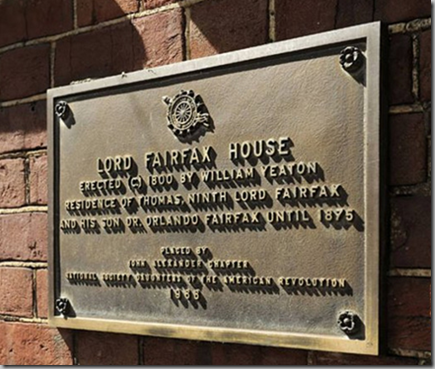 LORD FAIRFAX HOUSE
ERECTED (C) 1800 BY WILLIAM YEATON
RESIDENCE OF THOMAS, NINTH LORD FAIRFAX
AND HIS SON DR. ORLANDO FAIRFAX UNTIL 1875
PLACED BY
JOHN ALEXANDER CHAPTER
NATIONAL SOCIETY DAUGHTERS OF THE AMERICAN REVOLUTION